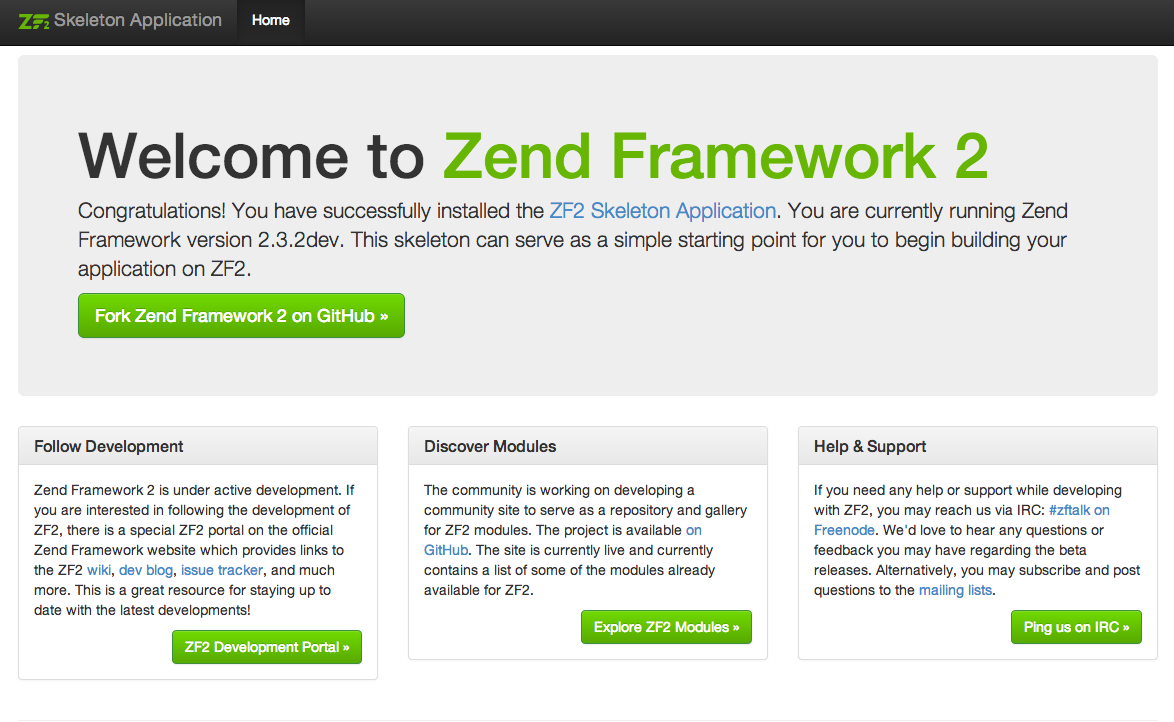 ZF2 Skeleton Application Home
Welcome to Zend Framework 2
Congratulations! You have successfully installed the ZF2 Skeleton Application. You are currently running Zend
Framework version 2.3.2dev. This skeleton can serve as a simple starting point for you to begin building your
application on ZF2.
Fork Zend Framework 2 on GitHub »
Follow Development
Zend Framework 2 is under active development. If
you are interested in following the development of
ZF2, there is a special ZF2 portal on the official
Zend Framework website which provides links to
the ZF2 wiki, dev blog, issue tracker, and much
more. This is a great resource for staying up to
date with the latest developments!
ZF2 Development Portal »
Discover Modules
The community is working on developing a
community site to serve as a repository and gallery
for ZF2 modules. The project is available on
GitHub. The site is currently live and currently
contains a list of some of the modules already
available for ZF2.
Explore ZF2 Modules »
Help & Support
If you need any help or support while developing
with ZF2, you may reach us via IRC: #zftalk on
Freenode. We'd love to hear any questions or
feedback you may have regarding the beta
releases. Alternatively, you may subscribe and post
questions to the mailing lists.
Ping us on IRC »